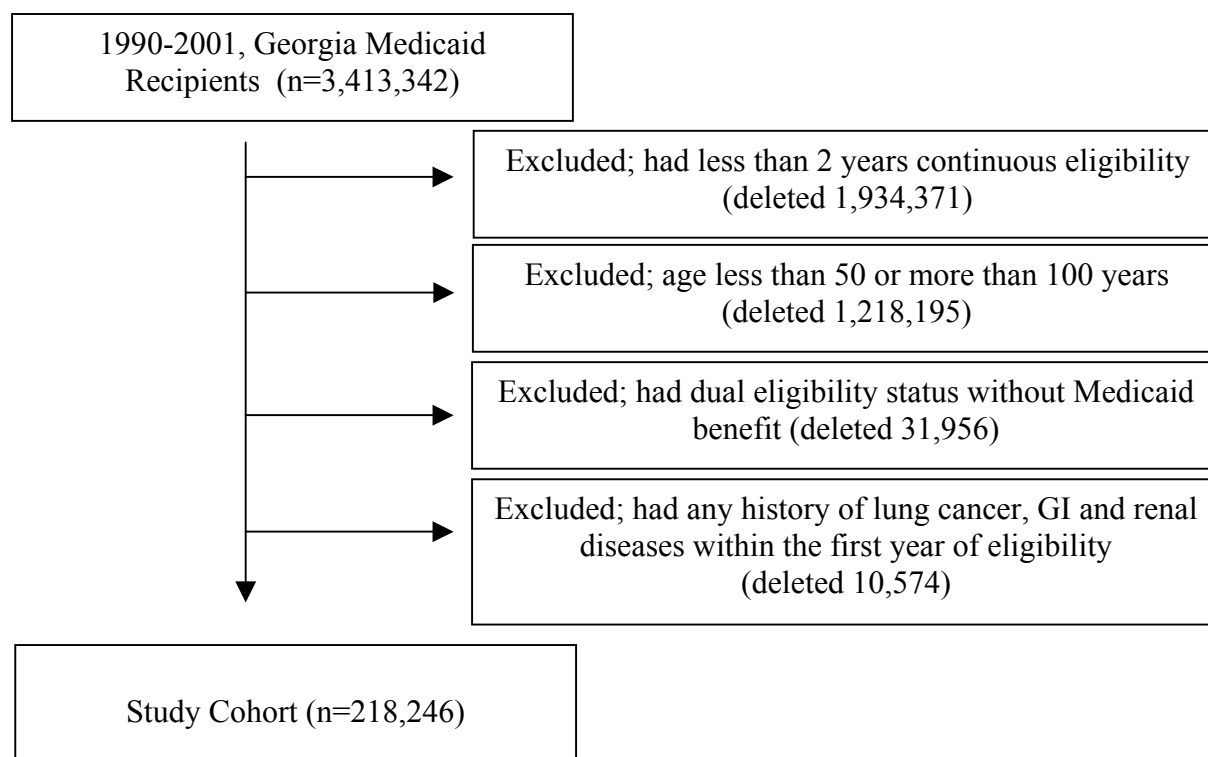 1990-2001, Georgia Medicaid
Recipients (n=3,413,342)
Excluded; had less than 2 years continuous eligibility
(deleted 1,934,371)
Excluded; age less than 50 or more than 100 years
(deleted 1,218,195)
Excluded; had dual eligibility status without Medicaid
benefit (deleted 31,956)
Excluded; had any history of lung cancer, GI and renal
diseases within the first year of eligibility
(deleted 10,574)
Study Cohort (n=218,246)